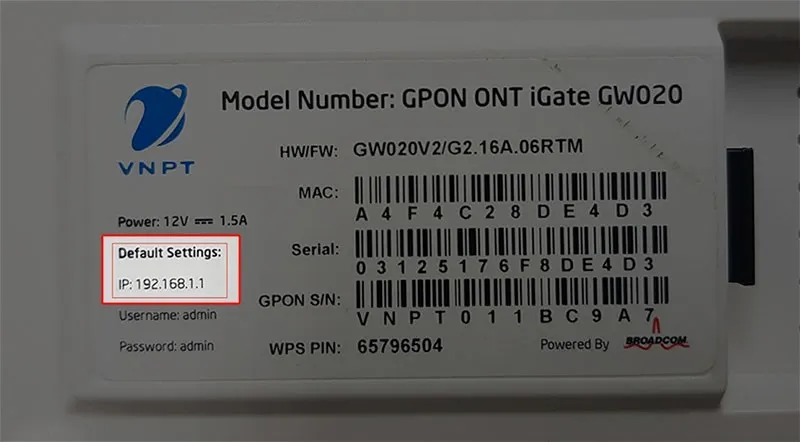 VNPT
Model Number: GPON ONT iGate GW020
HW/FW: GW020V2/G2.16A.06RTM
MAC:
A4F4C28DE4D3
Power: 12V ⎓ 1.5A
Serial:
03125176F8DE4D3
Default Settings:
IP: 192.168.1.1
GPON S/N:
VNPT011BC9A7
Username: admin
Password: admin
WPS PIN: 65796504
Powered By BROADCOM